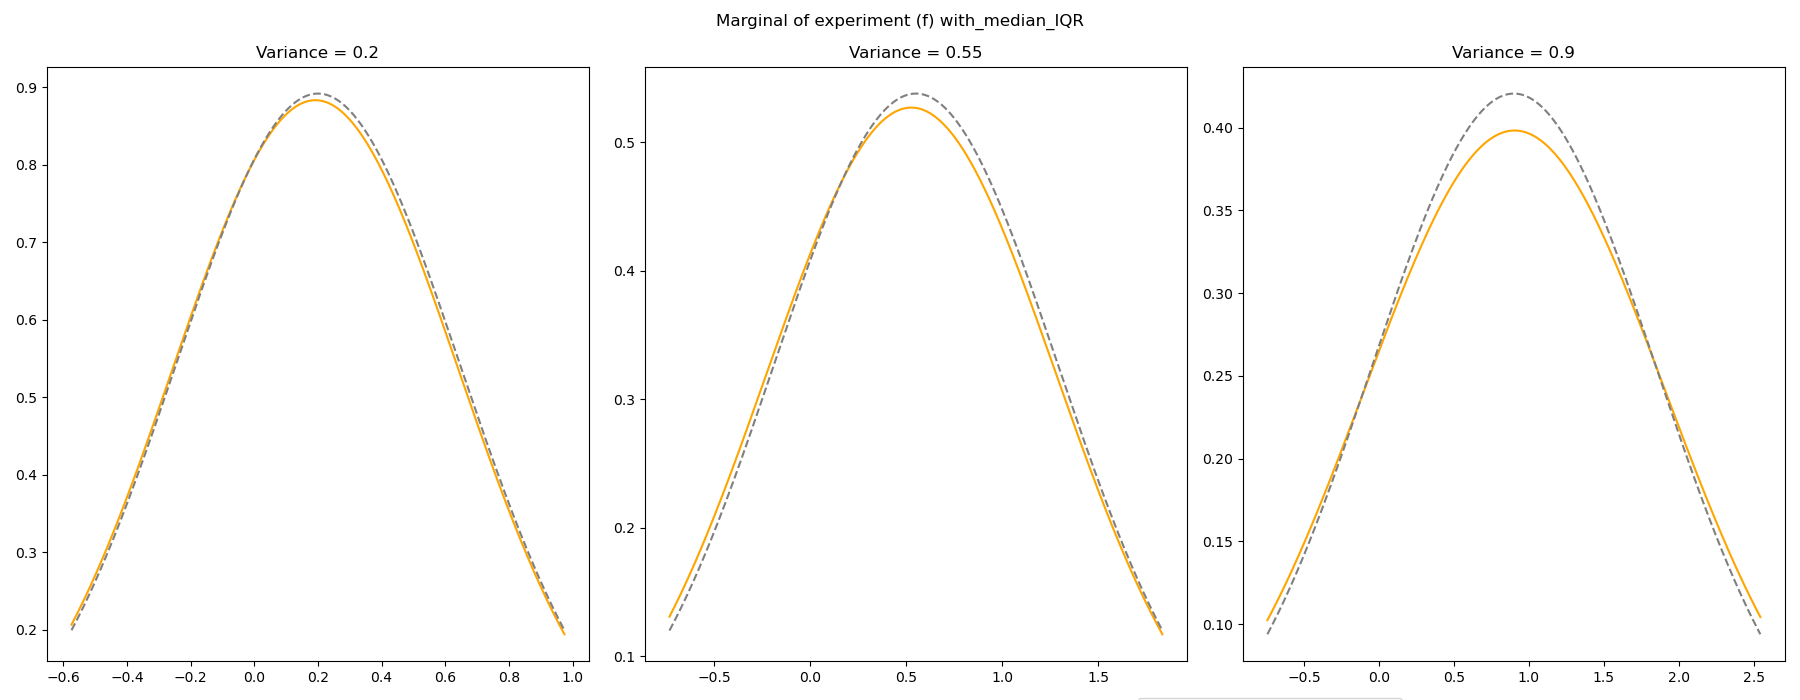 Marginal of experiment (f) with_median_IQR
Variance = 0.2
0.9
0.8
0.7
0.6
0.5
0.4
0.3
0.2
−0.6 −0.4 −0.2 0.0 0.2 0.4 0.6 0.8 1.0
Variance = 0.55
0.5
0.4
0.3
0.2
0.1
−0.5 0.0 0.5 1.0 1.5
Variance = 0.9
0.40
0.35
0.30
0.25
0.20
0.15
0.10
−0.5 0.0 0.5 1.0 1.5 2.0 2.5